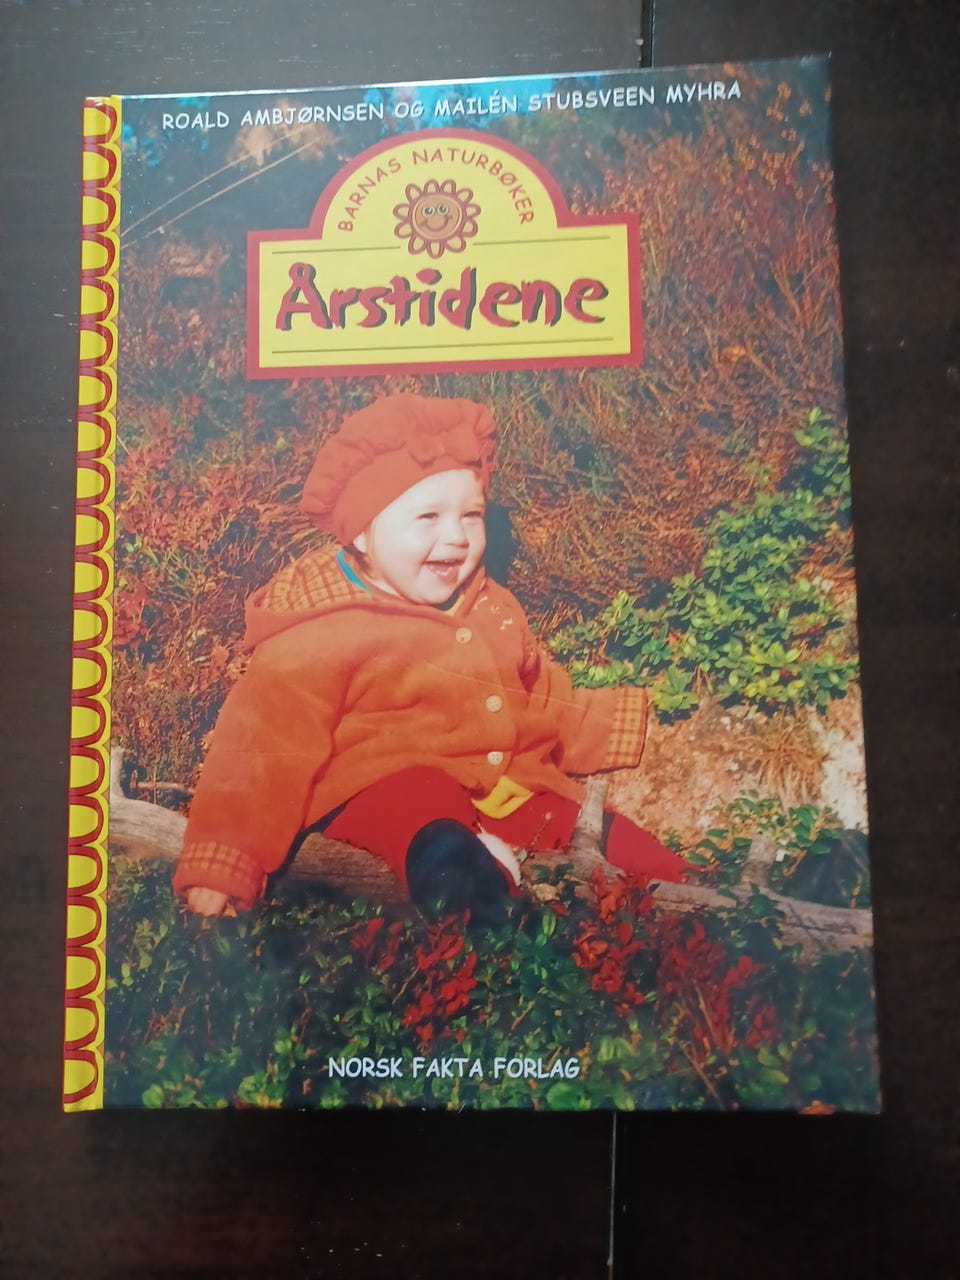 ROALD AMBJØRNSEN OG MAILÉN STUBSVEEN MYHRA
BARNAS NATURBØKER
Årstidene
NORSK FAKTA FORLAG